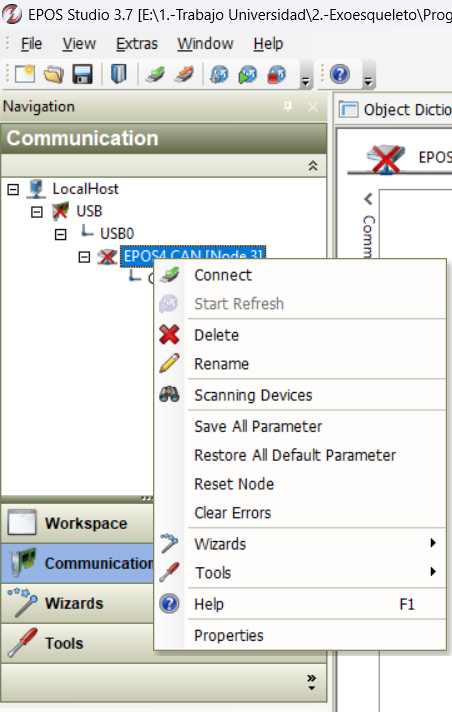 EPOS Studio 3.7 [E:\1.-Trabajo Universidad\2.-Exoesqueleto\Prog
File View Extras Window Help
Navigation
Object Dictio
Communication
EPOS
LocalHost
USB
USB0
EPOS4 CAN [Node 3]
Comm
Connect
Start Refresh
Delete
Rename
Scanning Devices
Save All Parameter
Restore All Default Parameter
Reset Node
Clear Errors
Wizards
Tools
Help F1
Properties
Workspace
Communication
Wizards
Tools